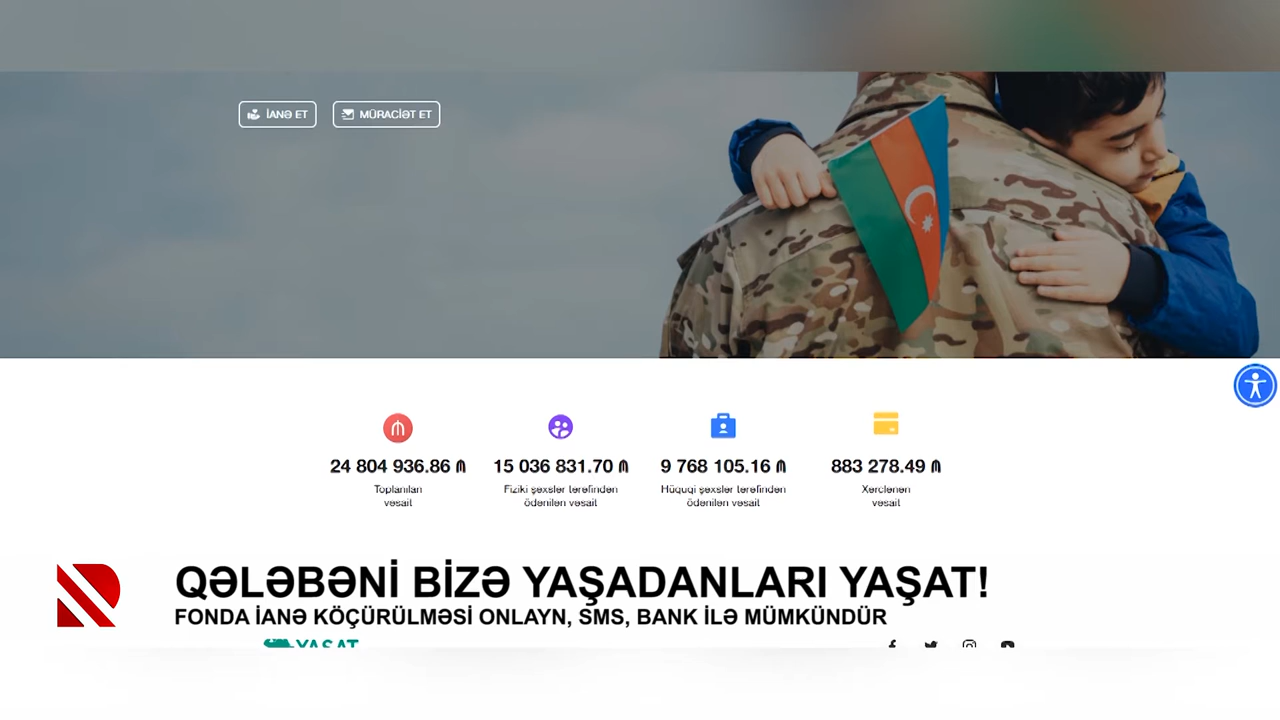 İANƏ ET
MÜRACİƏT ET
24 804 936.86 ₼
15 036 831.70 ₼
9 768 105.16 ₼
883 278.49 ₼
Toplanılan
vəsait
Fiziki şəxslər tərəfindən
ödənilən vəsait
Hüquqi şəxslər tərəfindən
ödənilən vəsait
Xərclənən
vəsait
QƏLƏBƏNİ BİZƏ YAŞADANLARI YAŞAT!
FONDA İANƏ KÖÇÜRÜLMƏSİ ONLAYN, SMS, BANK İLƏ MÜMKÜNDÜR
YAŞAT